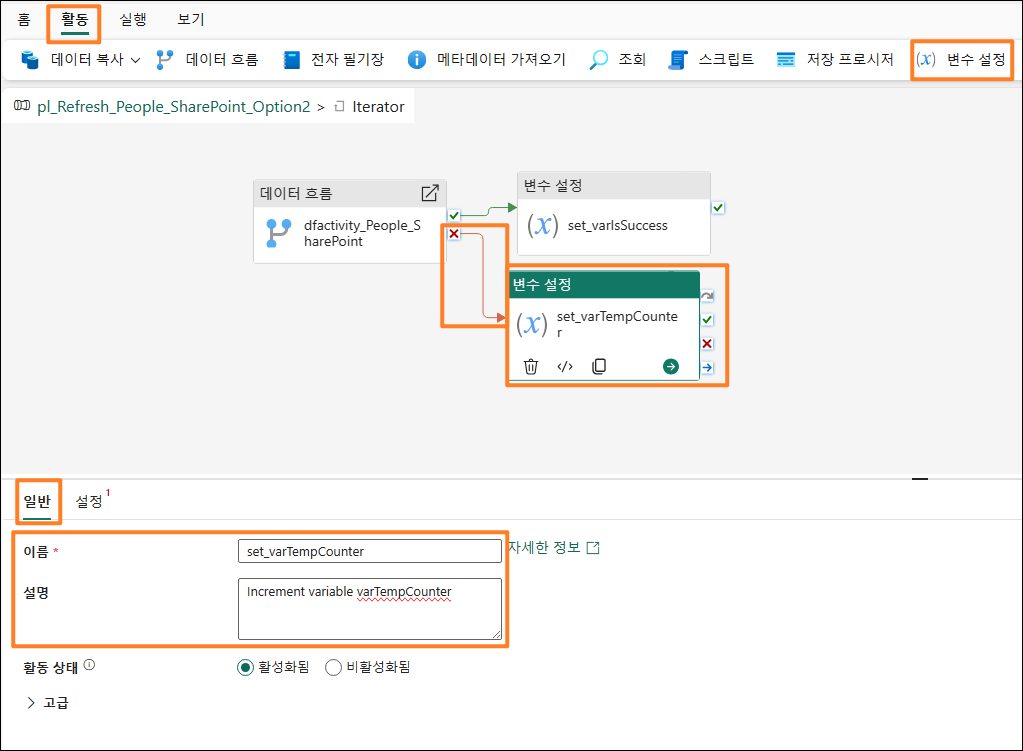 홈 활동 실행 보기
데이터 복사 데이터 흐름 전자 필기장 메타데이터 가져오기 조회 스크립트 저장 프로시저 (x) 변수 설정
pl_Refresh_People_SharePoint_Option2 > Iterator
데이터 흐름
dfactivity_People_S
harePoint
변수 설정
(x) set_varIsSuccess
변수 설정
(x) set_varTempCounte
r
일반 설정 1
이름 * set_varTempCounter 자세한 정보
설명 Increment variable varTempCounter
활동 상태 활성화됨 비활성화됨
고급